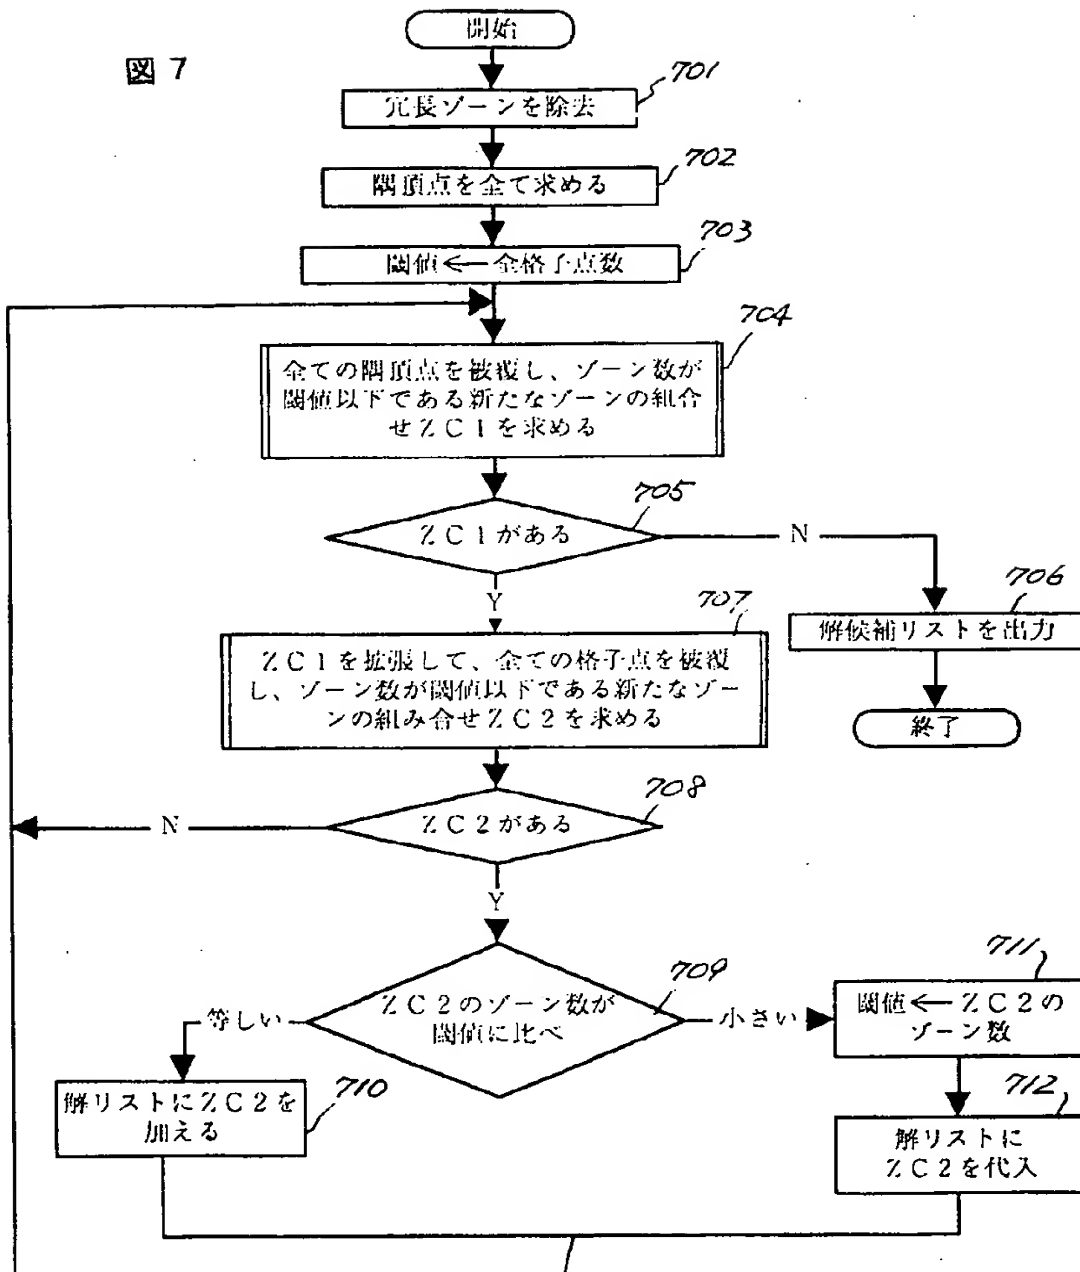 図 7
開始
701
冗長ゾーンを除去
702
隅頂点を全て求める
703
閾値←全格子点数
704
全ての隅頂点を被覆し、ゾーン数が
閾値以下である新たなゾーンの組合
せZC1を求める
705
ZC1がある
N
706
解候補リストを出力
終了
Y
707
ZC1を拡張して、全ての格子点を被覆
し、ゾーン数が閾値以下である新たなゾー
ンの組み合せZC2を求める
708
ZC2がある
N
Y
709
ZC2のゾーン数が
閾値に比べ
等しい
小さい
710
解リストにZC2を
加える
711
閾値←ZC2の
ゾーン数
712
解リストに
ZC2を代入